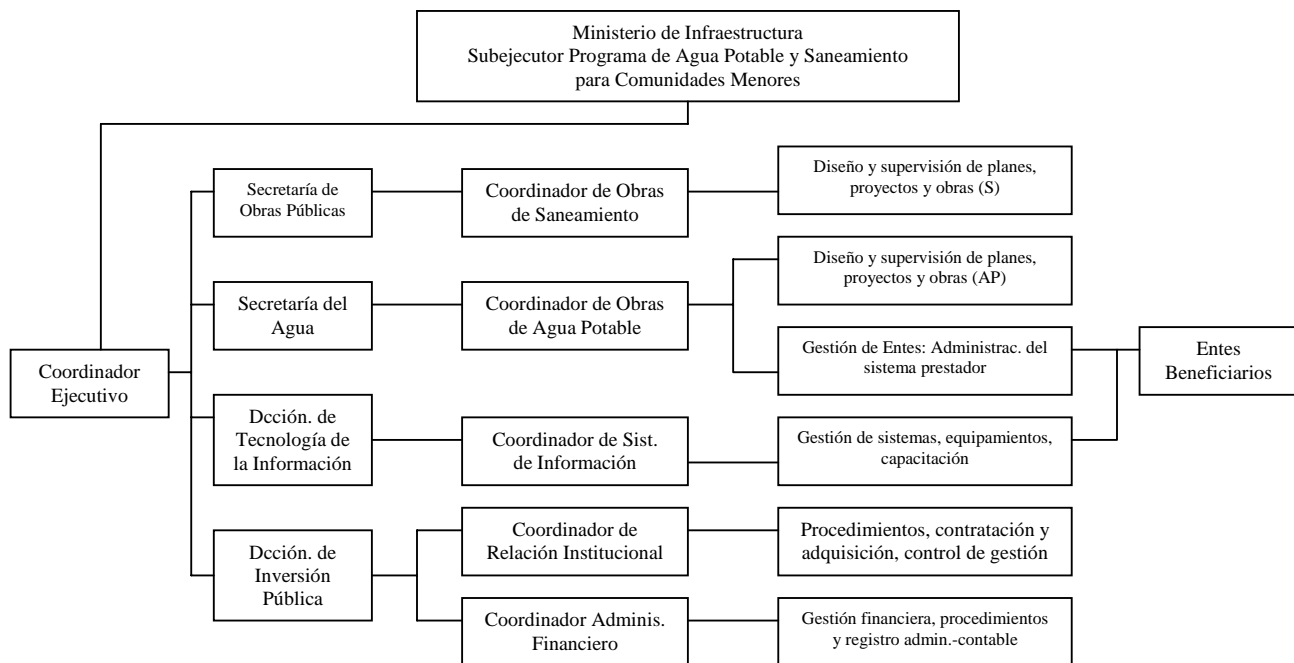 Ministerio de Infraestructura
Subejecutor Programa de Agua Potable y Saneamiento
para Comunidades Menores
Secretaría de
Obras Públicas
Coordinador de Obras
de Saneamiento
Diseño y supervisión de planes,
proyectos y obras (S)
Secretaría del
Agua
Coordinador de Obras
de Agua Potable
Diseño y supervisión de planes,
proyectos y obras (AP)
Gestión de Entes: Administrac. del
sistema prestador
Entes
Beneficiarios
Coordinador
Ejecutivo
Dcción. de
Tecnología de
la Información
Coordinador de Sist.
de Información
Gestión de sistemas, equipamientos,
capacitación
Dcción. de
Inversión
Pública
Coordinador de
Relación Institucional
Procedimientos, contratación y
adquisición, control de gestión
Coordinador Adminis.
Financiero
Gestión financiera, procedimientos
y registro admin.-contable